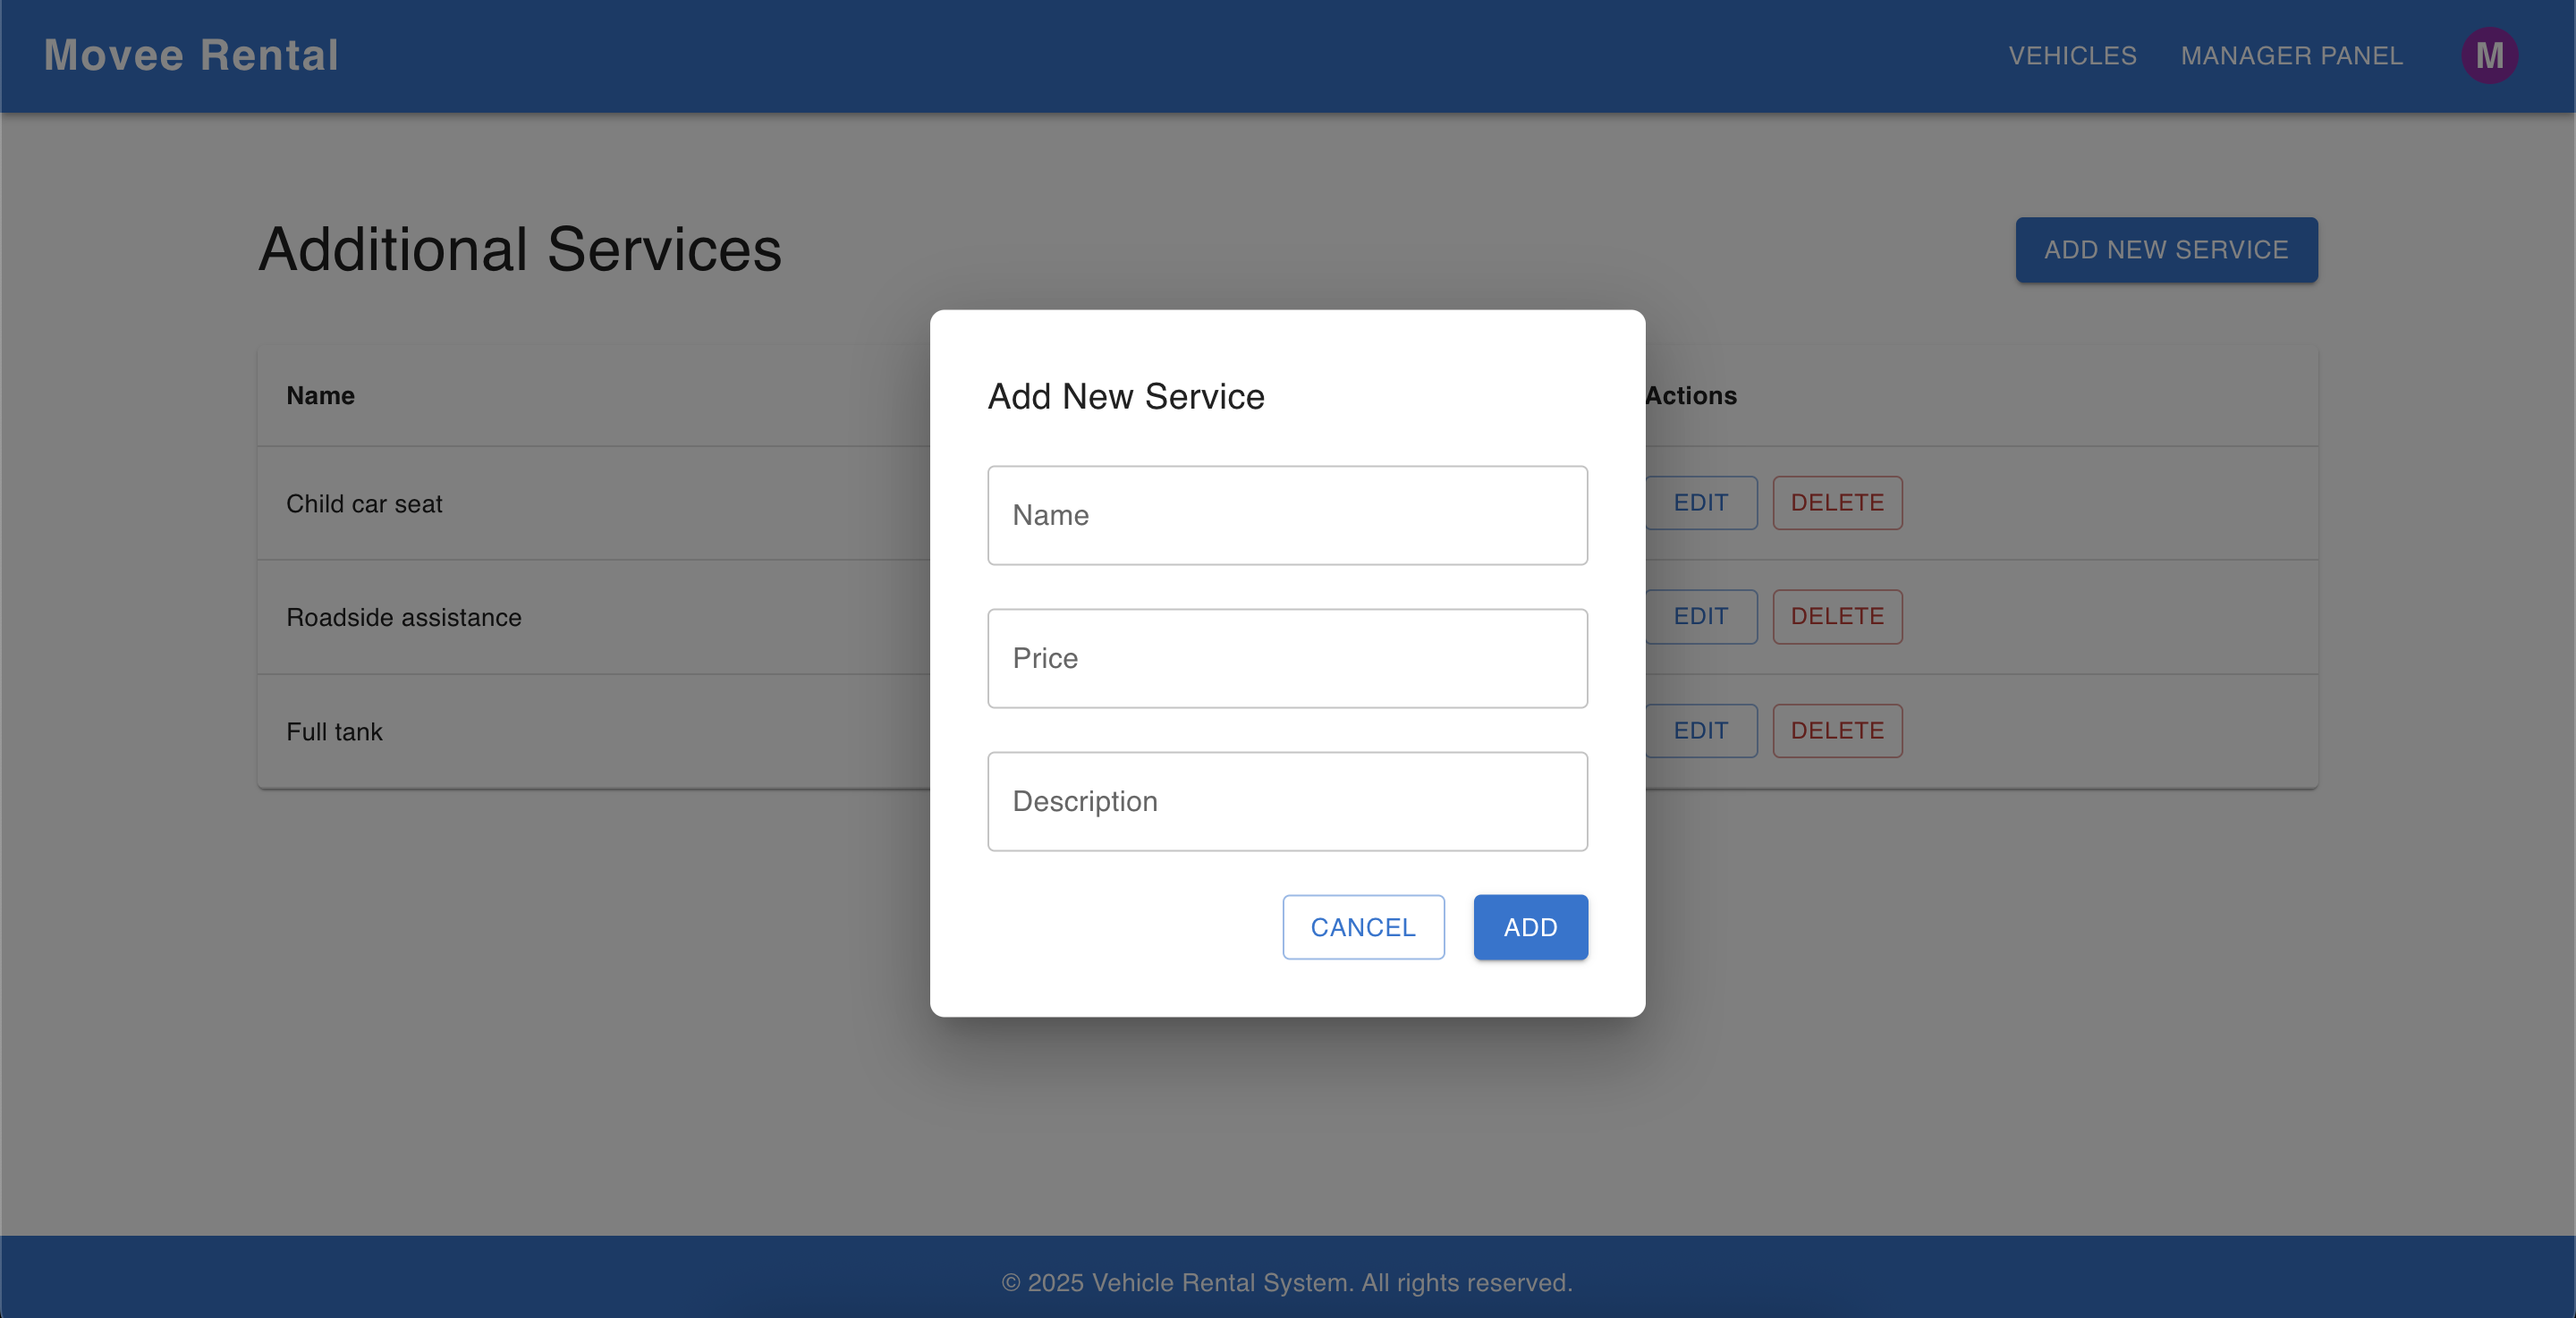 Movee Rental
VEHICLES MANAGER PANEL M
Additional Services
ADD NEW SERVICE
Name Actions
Child car seat EDIT DELETE
Roadside assistance EDIT DELETE
Full tank EDIT DELETE
Add New Service
Name
Price
Description
CANCEL ADD
© 2025 Vehicle Rental System. All rights reserved.